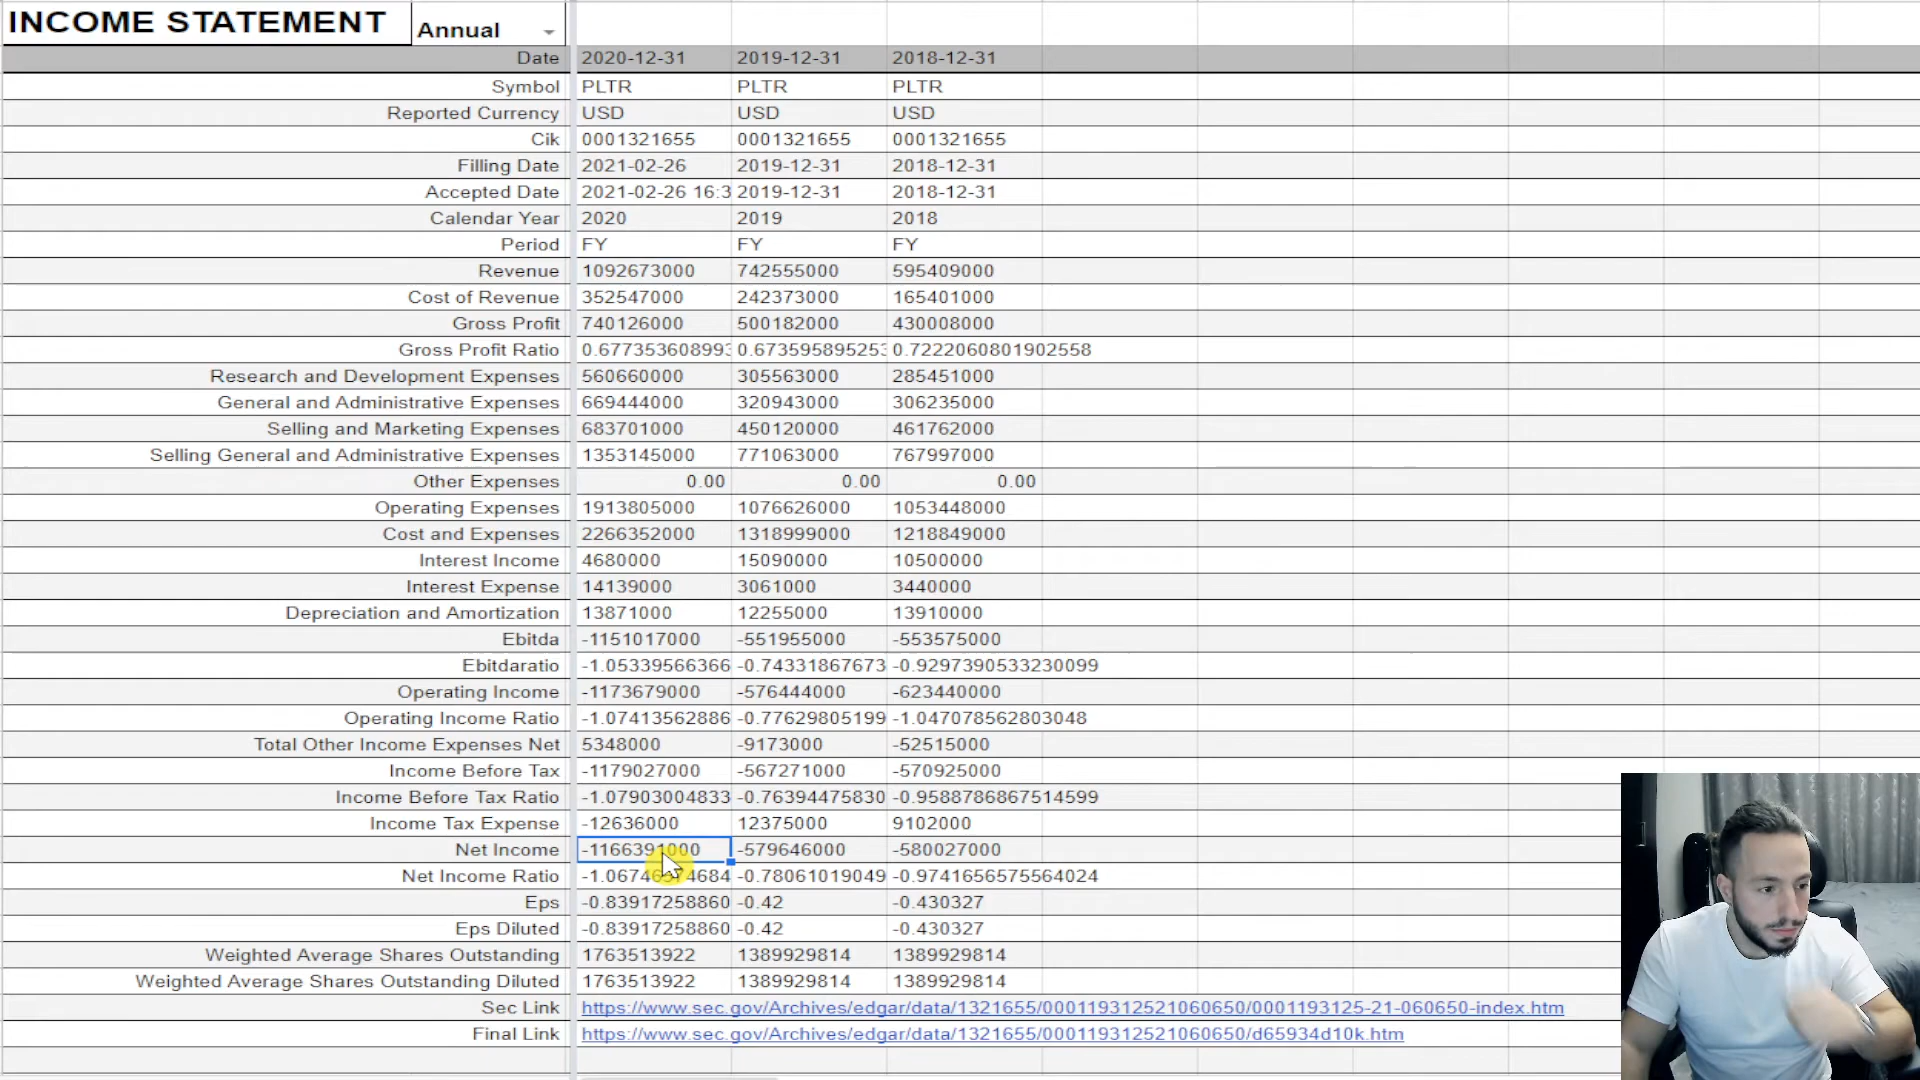 INCOME STATEMENT Annual
Date 2020-12-31 2019-12-31 2018-12-31
Symbol PLTR PLTR PLTR
Reported Currency USD USD USD
Cik 0001321655 0001321655 0001321655
Filling Date 2021-02-26 2019-12-31 2018-12-31
Accepted Date 2021-02-26 16:3 2019-12-31 2018-12-31
Calendar Year 2020 2019 2018
Period FY FY FY
Revenue 1092673000 742555000 595409000
Cost of Revenue 352547000 242373000 165401000
Gross Profit 740126000 500182000 430008000
Gross Profit Ratio 0.677353608993 0.673595895253 0.7222060801902558
Research and Development Expenses 560660000 305563000 285451000
General and Administrative Expenses 669444000 320943000 306235000
Selling and Marketing Expenses 683701000 450120000 461762000
Selling General and Administrative Expenses 1353145000 771063000 767997000
Other Expenses 0.00 0.00 0.00
Operating Expenses 1913805000 1076626000 1053448000
Cost and Expenses 2266352000 1318999000 1218849000
Interest Income 4680000 15090000 10500000
Interest Expense 14139000 3061000 3440000
Depreciation and Amortization 13871000 12255000 13910000
Ebitda -1151017000 -551955000 -553575000
Ebitdaratio -1.05339566366 -0.74331867673 -0.9297390533230099
Operating Income -1173679000 -576444000 -623440000
Operating Income Ratio -1.07413562886 -0.77629805199 -1.047078562803048
Total Other Income Expenses Net 5348000 -9173000 -52515000
Income Before Tax -1179027000 -567271000 -570925000
Income Before Tax Ratio -1.07903004833 -0.76394475830 -0.9588786867514599
Income Tax Expense -12636000 12375000 9102000
Net Income -1166391000 -579646000 -580027000
Net Income Ratio -0.78061019049 -0.9741656575564024
Eps -0.83917258860 -0.42 -0.430327
Eps Diluted -0.83917258860 -0.42 -0.430327
Weighted Average Shares Outstanding 1763513922 1389929814 1389929814
Weighted Average Shares Outstanding Diluted 1763513922 1389929814 1389929814
Sec Link https://www.sec.gov/Archives/edgar/data/1321655/000119312521060650/0001193125-21-060650-index.htm
Final Link https://www.sec.gov/Archives/edgar/data/1321655/000119312521060650/d65934d10k.htm